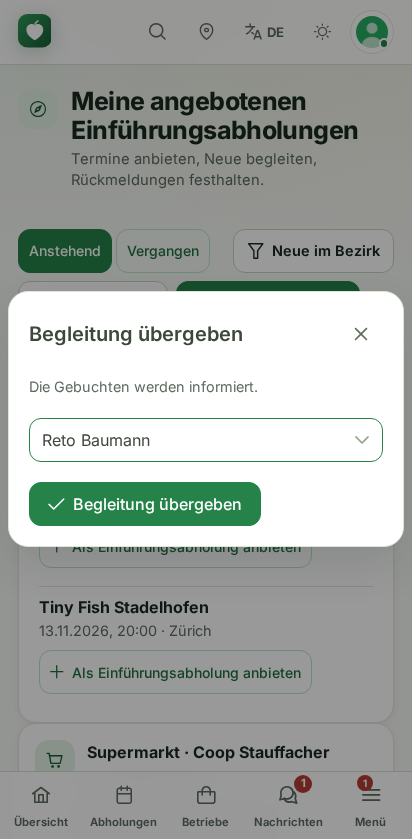 DE
Meine angebotenen
Einführungsabholungen
Termine anbieten, Neue begleiten,
Rückmeldungen festhalten.
Anstehend
Vergangen
Neue im Bezirk
Begleitung übergeben
Die Gebuchten werden informiert.
Reto Baumann
Begleitung übergeben
Als Einführungsabholung anbieten
Tiny Fish Stadelhofen
13.11.2026, 20:00 · Zürich
Als Einführungsabholung anbieten
Supermarkt · Coop Stauffacher
1
1
Übersicht
Abholungen
Betriebe
Nachrichten
Menü